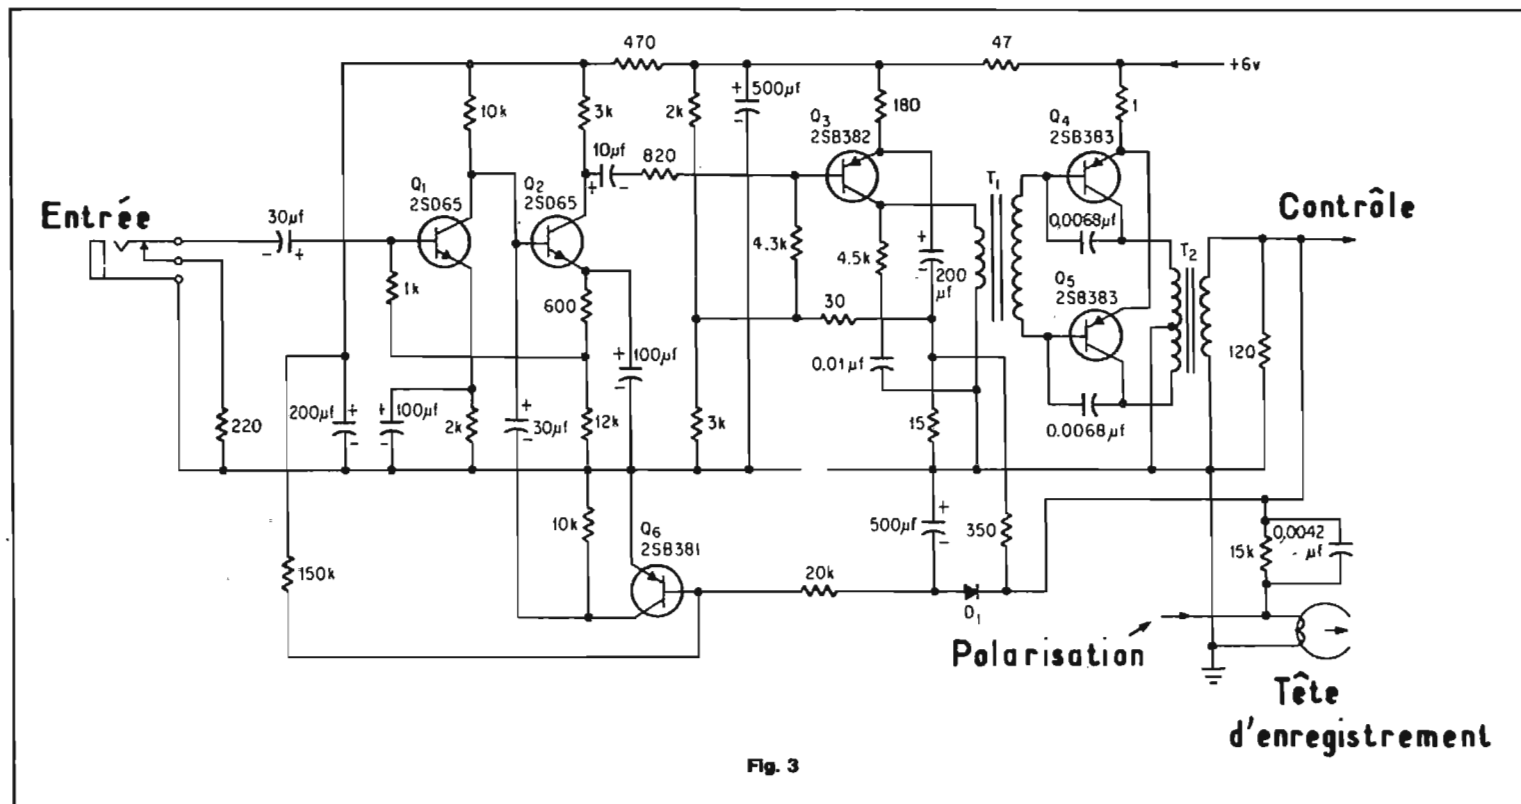 470
47
+6v
10k
3k
2k
+
500µf
-
180
1
Q3
2SB382
Q4
2SB383
10µf
820
+
-
Q1
2SD65
Q2
2SD65
T1
Entrée
30µf
-
+
Contrôle
0,0068µf
T2
4.3k
4.5k
+
-
200
µf
1k
600
Q5
2SB383
30
+
100µf
-
0.01µf
120
200µf
+
-
+
100µf
-
220
2k
+
30µf
-
12k
3k
15
0.0068µf
10k
Q6
2SB381
500µf
+
-
350
15k
0,0042
µf
150k
20k
D1
Polarisation
Tête
d'enregistrement
Fig. 3